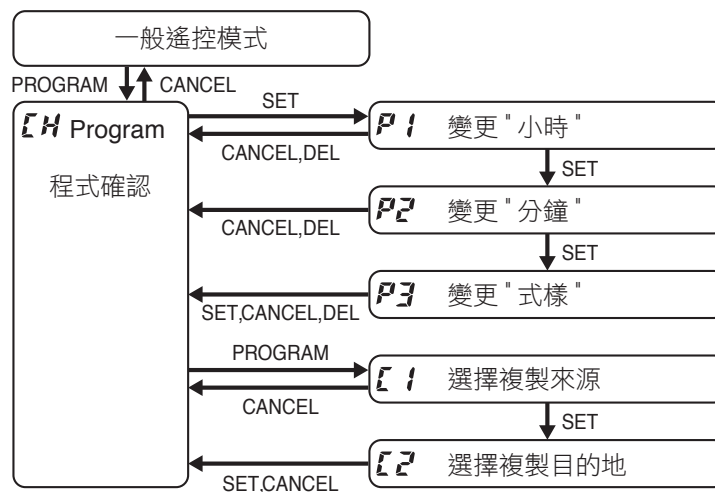 一般遙控模式
PROGRAM CANCEL
SET
CH Program
P1 變更 " 小時 "
CANCEL,DEL
SET
程式確認
P2 變更 " 分鐘 "
CANCEL,DEL
SET
P3 變更 " 式樣 "
SET,CANCEL,DEL
PROGRAM
C1 選擇複製來源
CANCEL
SET
C2 選擇複製目的地
SET,CANCEL